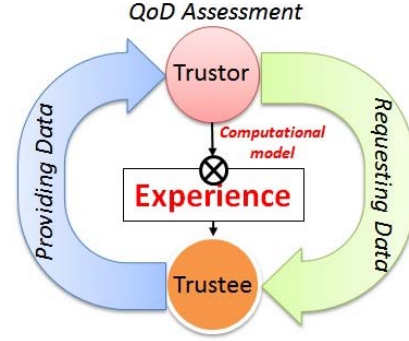 QoD Assessment
Trustor
Providing Data
Requesting Data
Computational
model
Experience
Trustee